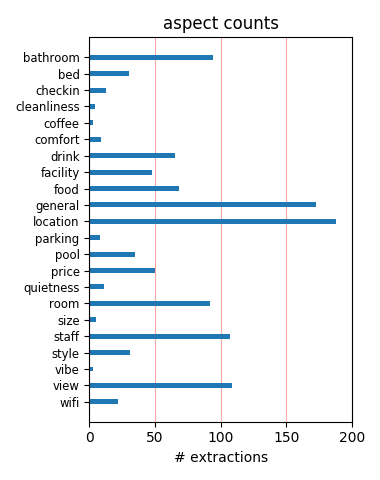 aspect counts
bathroom
bed
checkin
cleanliness
coffee
comfort
drink
facility
food
general
location
parking
pool
price
quietness
room
size
staff
style
vibe
view
wifi
0 50 100 150 200
# extractions